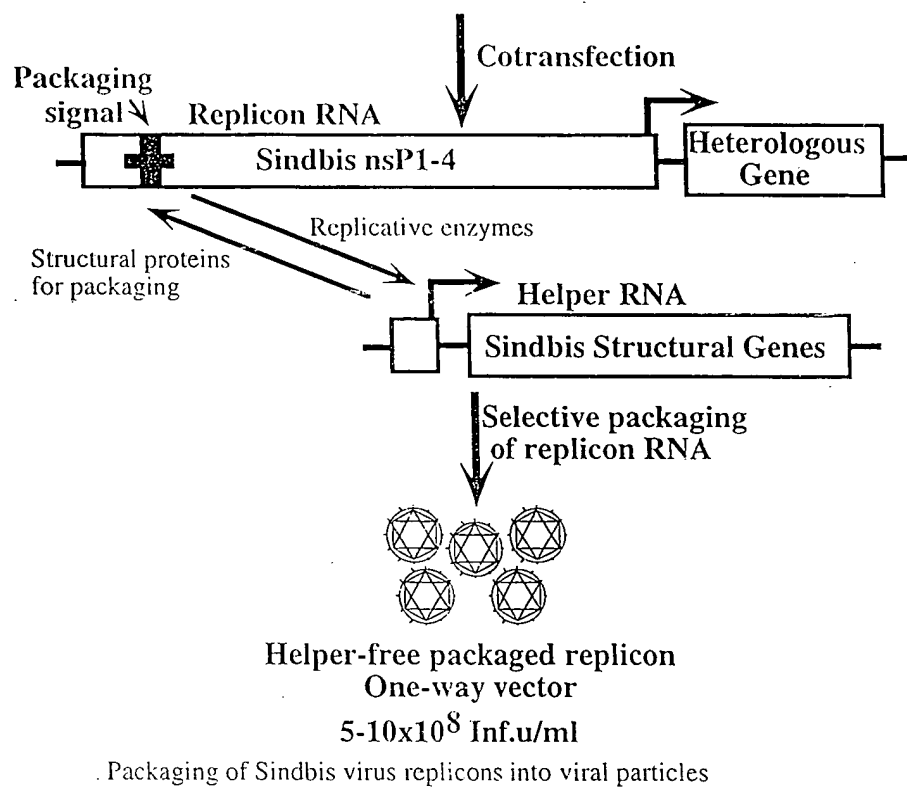 Cotransfection
Packaging
signal
Replicon RNA
Sindbis nsP1-4
Heterologous
Gene
Replicative enzymes
Structural proteins
for packaging
Helper RNA
Sindbis Structural Genes
Selective packaging
of replicon RNA
Helper-free packaged replicon
One-way vector
5-10x10⁸ Inf.u/ml
Packaging of Sindbis virus replicons into viral particles